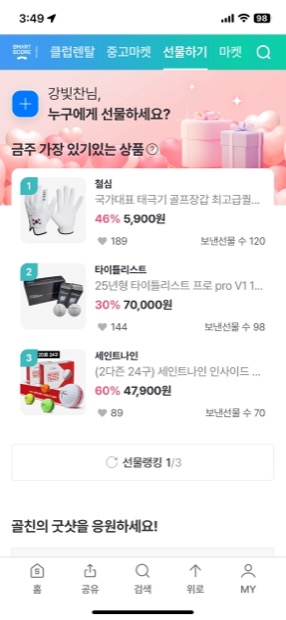 3:49
98
SMART SCORE
클럽렌탈 중고마켓 선물하기 마켓
강빛찬님,
누구에게 선물하세요?
금주 가장 있기있는 상품 ?
1
철심
국가대표 태극기 골프장갑 최고급퀄...
46% 5,900원
189 보낸선물 수 120
2
타이틀리스트
25년형 타이틀리스트 프로 pro V1 1...
30% 70,000원
144 보낸선물 수 98
3
세인트나인
(2다즌 24구) 세인트나인 인사이드 ...
60% 47,900원
89 보낸선물 수 70
선물랭킹 1/3
골친의 굿샷을 응원하세요!
홈 공유 검색 위로 MY